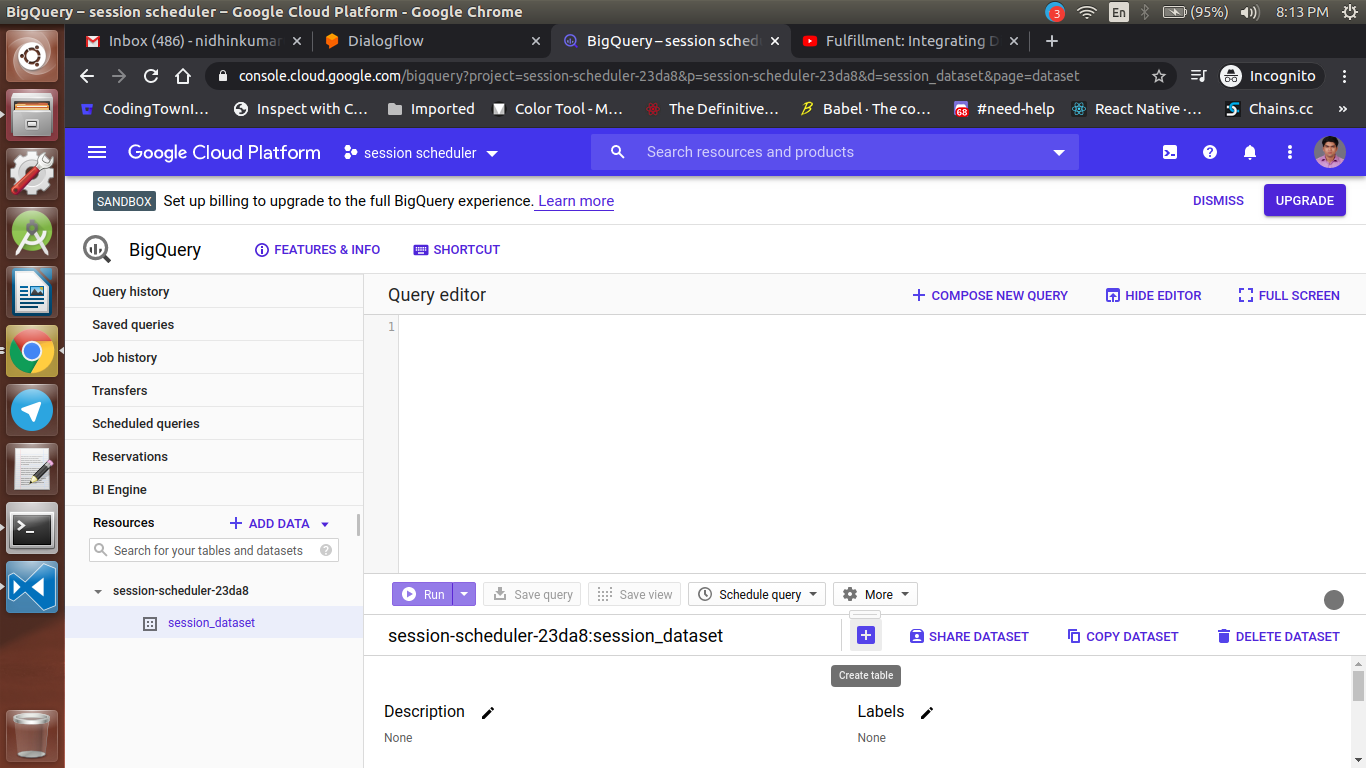 BigQuery – session scheduler – Google Cloud Platform - Google Chrome
3 En (95%) 8:13 PM
Inbox (486) - nidhinkumar
Dialogflow
BigQuery – session sched
Fulfillment: Integrating D
console.cloud.google.com/bigquery?project=session-scheduler-23da8&p=session-scheduler-23da8&d=session_dataset&page=dataset
Incognito
CodingTownI…
Inspect with C…
Imported
Color Tool - M…
The Definitive…
Babel · The co…
68
#need-help
React Native ·…
Chains.cc
»
Google Cloud Platform
session scheduler
Search resources and products
SANDBOX Set up billing to upgrade to the full BigQuery experience. Learn more
DISMISS
UPGRADE
BigQuery
FEATURES & INFO
SHORTCUT
Query history
Saved queries
Job history
Transfers
Scheduled queries
Reservations
BI Engine
Resources
ADD DATA
Search for your tables and datasets
session-scheduler-23da8
session_dataset
Query editor
COMPOSE NEW QUERY
HIDE EDITOR
FULL SCREEN
1
Run
Save query
Save view
Schedule query
More
session-scheduler-23da8:session_dataset
SHARE DATASET
COPY DATASET
DELETE DATASET
Create table
Description
None
Labels
None